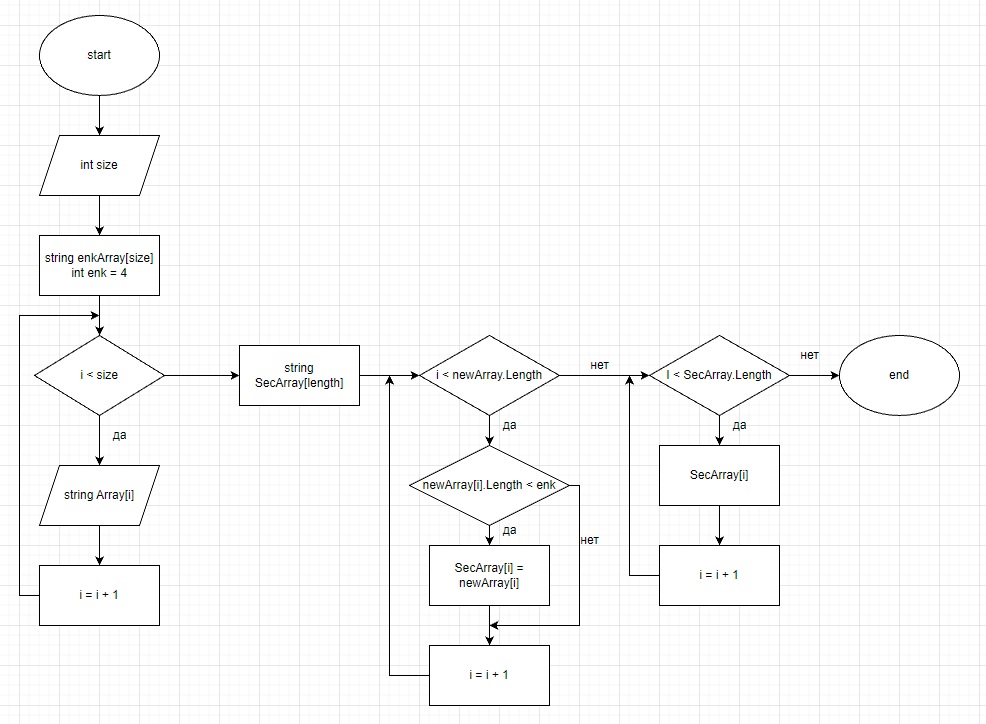 start
int size
string enkArray[size]
int enk = 4
i < size
да
string Array[i]
i = i + 1
string
SecArray[length]
i < newArray.Length
нет
да
newArray[i].Length < enk
да
нет
SecArray[i] =
newArray[i]
i = i + 1
I < SecArray.Length
нет
да
SecArray[i]
i = i + 1
end